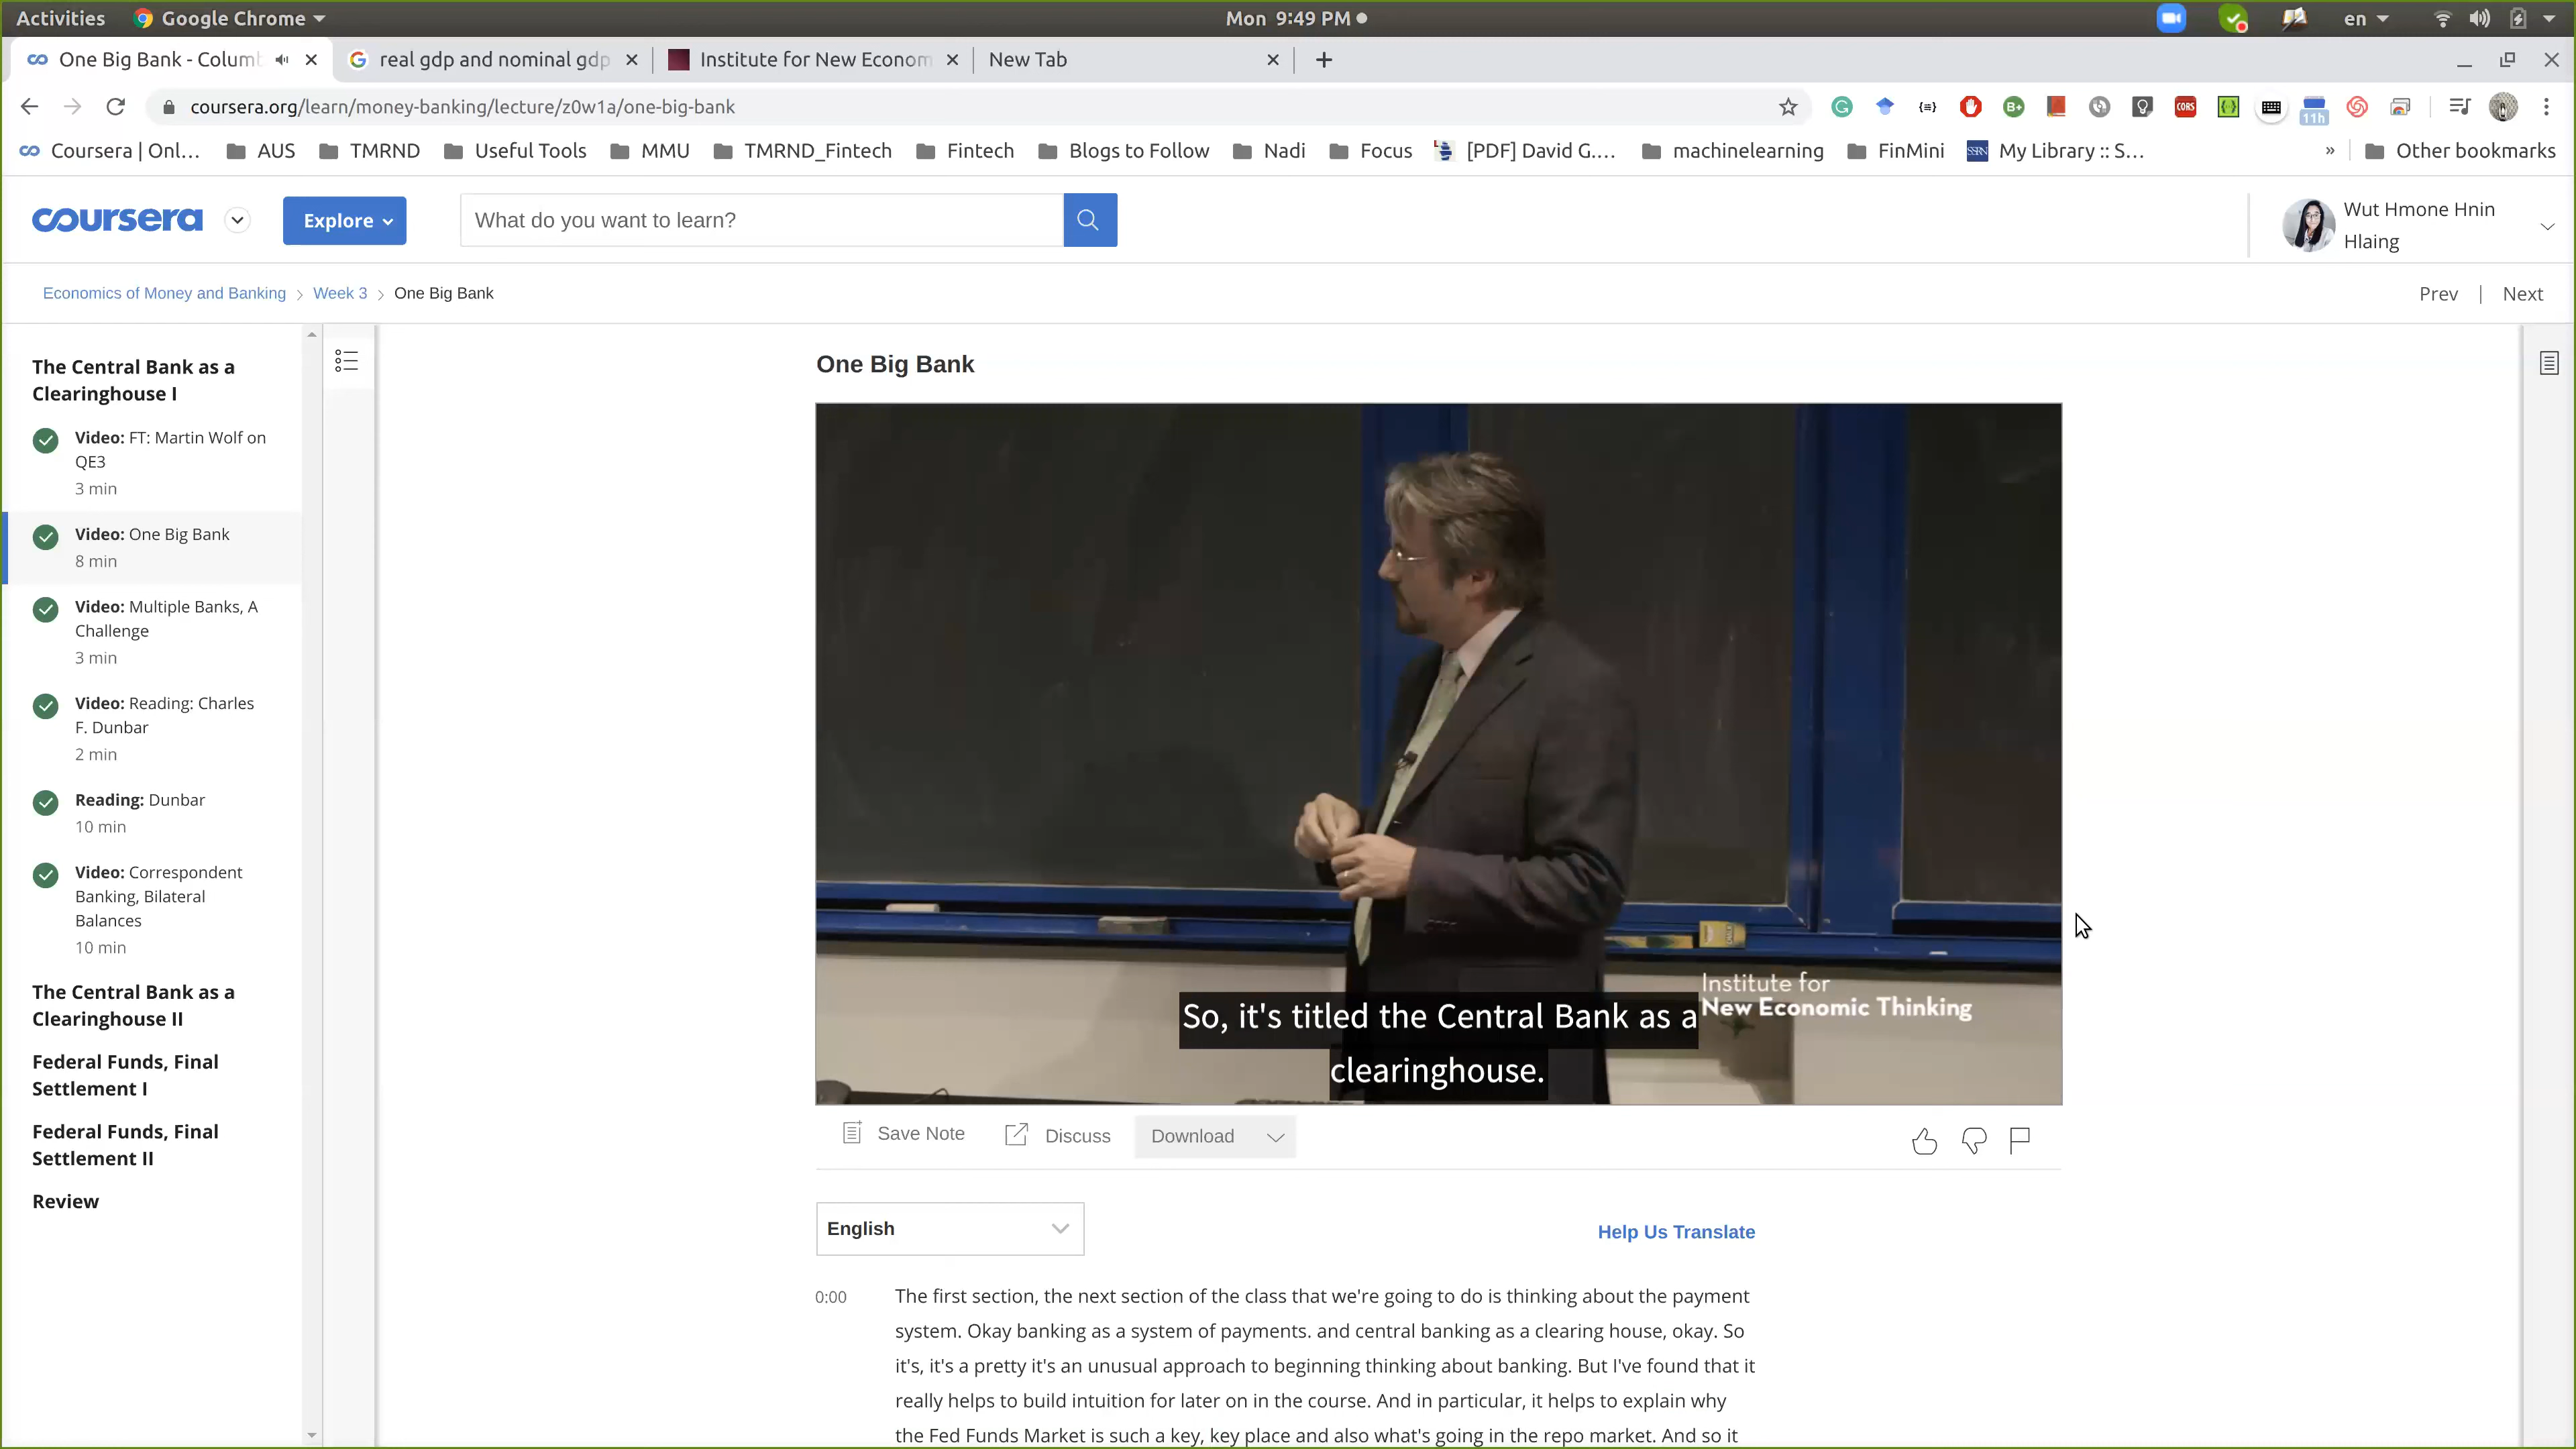 Activities
Google Chrome
Mon 9:49 PM
en
One Big Bank - Columb
real gdp and nominal gdp
Institute for New Econom
New Tab
coursera.org/learn/money-banking/lecture/z0w1a/one-big-bank
B+
CORS
11h
Coursera | Onl...
AUS
TMRND
Useful Tools
MMU
TMRND_Fintech
Fintech
Blogs to Follow
Nadi
Focus
[PDF] David G....
machinelearning
FinMini
SSRN
My Library :: S...
»
Other bookmarks
coursera
Explore
What do you want to learn?
Wut Hmone Hnin
Hlaing
Economics of Money and Banking > Week 3 > One Big Bank
Prev | Next
The Central Bank as a
Clearinghouse I
Video: FT: Martin Wolf on
QE3
3 min
Video: One Big Bank
8 min
Video: Multiple Banks, A
Challenge
3 min
Video: Reading: Charles
F. Dunbar
2 min
Reading: Dunbar
10 min
Video: Correspondent
Banking, Bilateral
Balances
10 min
The Central Bank as a
Clearinghouse II
Federal Funds, Final
Settlement I
Federal Funds, Final
Settlement II
Review
One Big Bank
Institute for
New Economic Thinking
So, it's titled the Central Bank as a
clearinghouse.
Save Note
Discuss
Download
English
Help Us Translate
0:00
The first section, the next section of the class that we're going to do is thinking about the payment
system. Okay banking as a system of payments. and central banking as a clearing house, okay. So
it's, it's a pretty it's an unusual approach to beginning thinking about banking. But I've found that it
really helps to build intuition for later on in the course. And in particular, it helps to explain why
the Fed Funds Market is such a key, key place and also what's going in the repo market. And so it